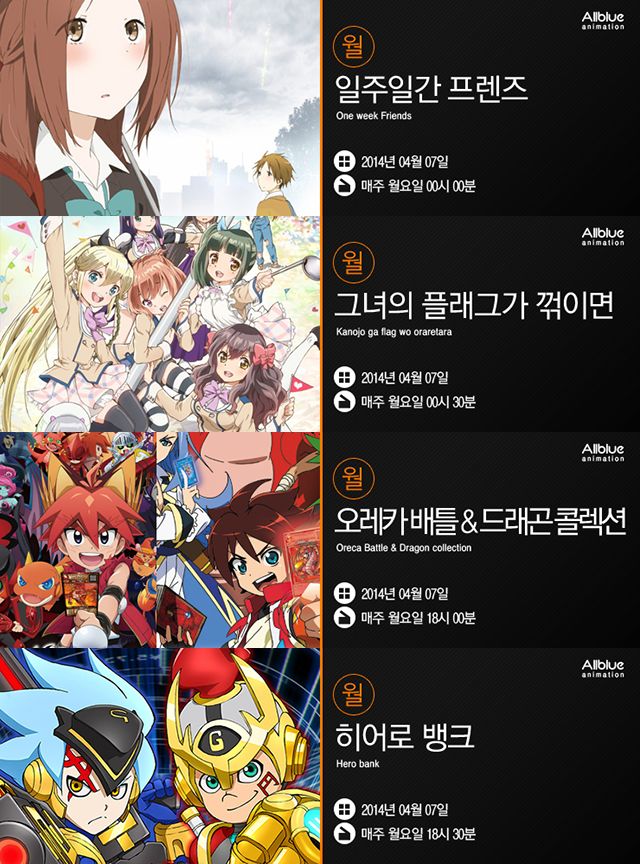 Allblue
animation
월
일주일간 프렌즈
One week Friends
2014년 04월 07일
매주 월요일 00시 00분
Allblue
animation
월
그녀의 플래그가 꺾이면
Kanojo ga flag wo oraretara
2014년 04월 07일
매주 월요일 00시 30분
Allblue
animation
월
오레카 배틀 & 드래곤 콜렉션
Oreca Battle & Dragon collection
2014년 04월 07일
매주 월요일 18시 00분
Allblue
animation
월
G
円
히어로 뱅크
Hero bank
2014년 04월 07일
매주 월요일 18시 30분